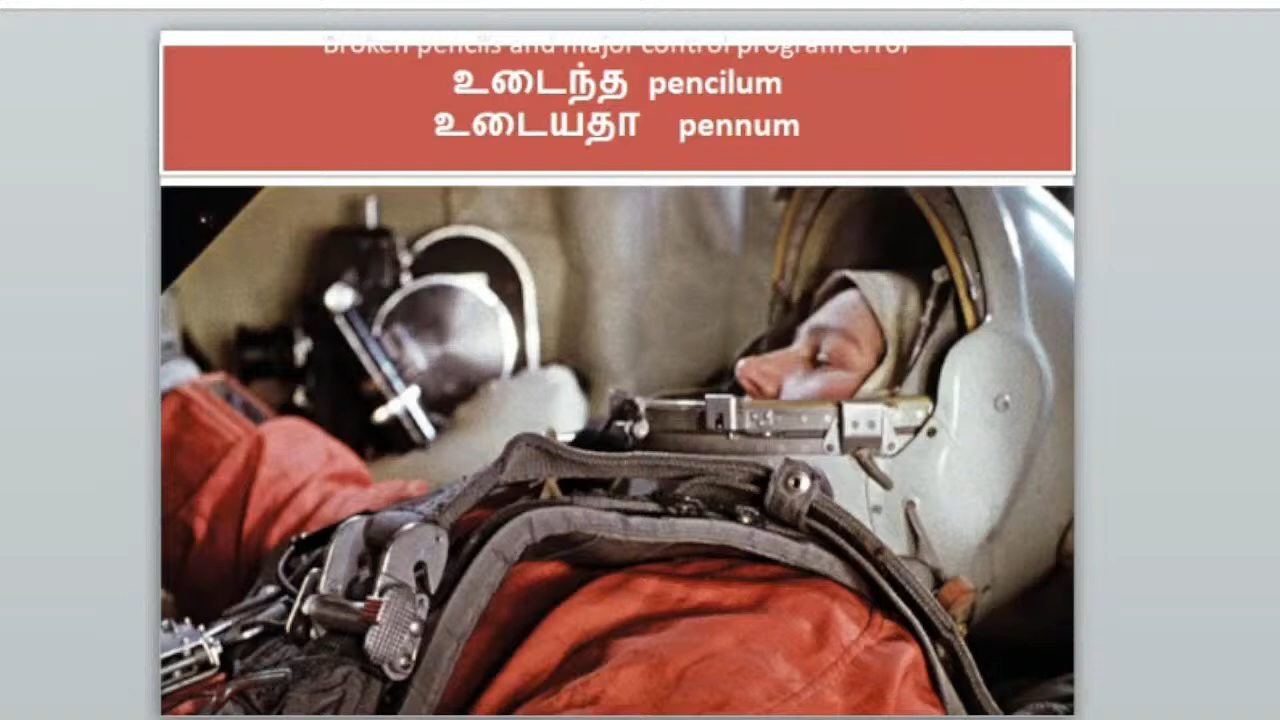 Broken pencils and major control program error
உடைந்த pencilum
உடையதா pennum